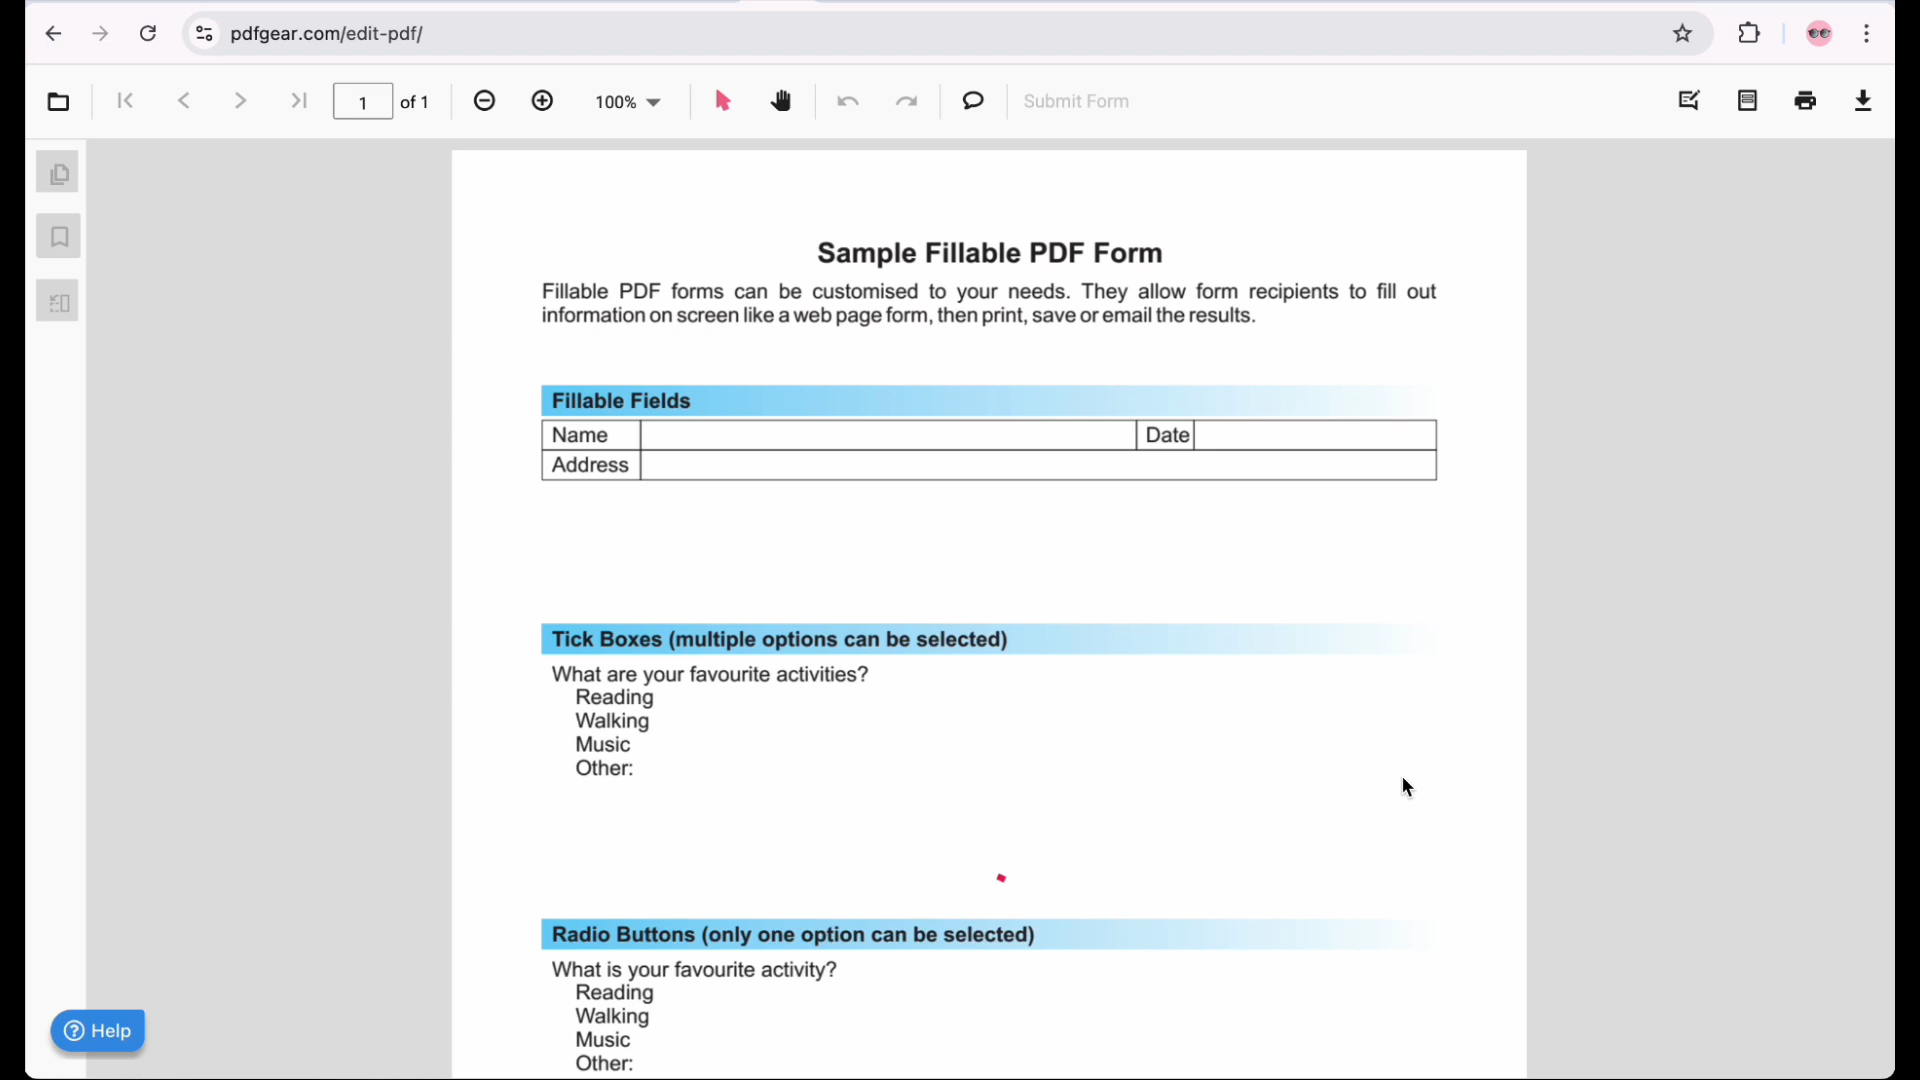 pdfgear.com/edit-pdf/
1 of 1
100%
Submit Form
Sample Fillable PDF Form
Fillable PDF forms can be customised to your needs. They allow form recipients to fill out
information on screen like a web page form, then print, save or email the results.
Fillable Fields
Name Date
Address
Tick Boxes (multiple options can be selected)
What are your favourite activities?
Reading
Walking
Music
Other:
Radio Buttons (only one option can be selected)
What is your favourite activity?
Reading
Walking
Music
Other:
Help